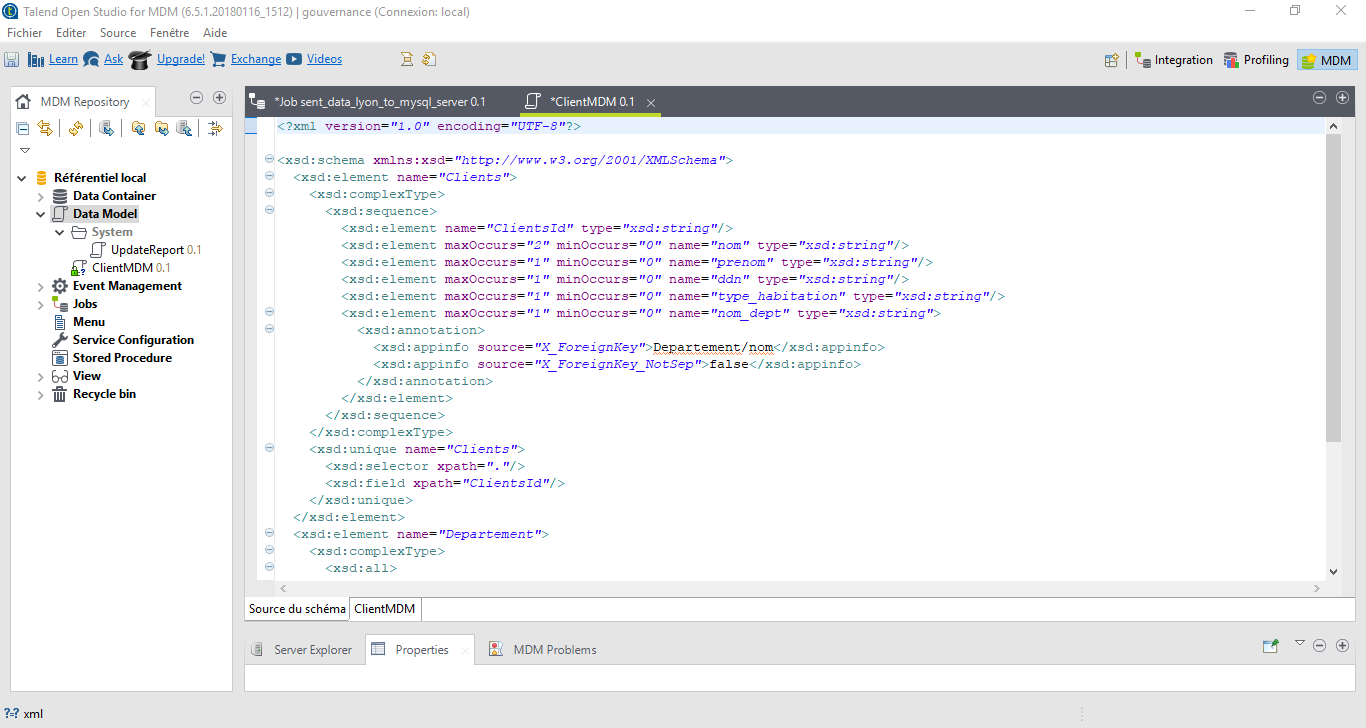 Talend Open Studio for MDM (6.5.1.20180116_1512) | gouvernance (Connexion: local)
Fichier Editer Source Fenêtre Aide
Learn Ask Upgrade! Exchange Videos Integration Profiling MDM
MDM Repository
*Job sent_data_lyon_to_mysql_server 0.1 *ClientMDM 0.1
Référentiel local
Data Container
Data Model
System
UpdateReport 0.1
ClientMDM 0.1
Event Management
Jobs
Menu
Service Configuration
Stored Procedure
View
Recycle bin
<?xml version="1.0" encoding="UTF-8"?>
<xsd:schema xmlns:xsd="http://www.w3.org/2001/XMLSchema">
<xsd:element name="Clients">
<xsd:complexType>
<xsd:sequence>
<xsd:element name="ClientsId" type="xsd:string"/>
<xsd:element maxOccurs="2" minOccurs="0" name="nom" type="xsd:string"/>
<xsd:element maxOccurs="1" minOccurs="0" name="prenom" type="xsd:string"/>
<xsd:element maxOccurs="1" minOccurs="0" name="ddn" type="xsd:string"/>
<xsd:element maxOccurs="1" minOccurs="0" name="type_habitation" type="xsd:string"/>
<xsd:element maxOccurs="1" minOccurs="0" name="nom_dept" type="xsd:string">
<xsd:annotation>
<xsd:appinfo source="X_ForeignKey">Departement/nom</xsd:appinfo>
<xsd:appinfo source="X_ForeignKey_NotSep">false</xsd:appinfo>
</xsd:annotation>
</xsd:element>
</xsd:sequence>
</xsd:complexType>
<xsd:unique name="Clients">
<xsd:selector xpath="."/>
<xsd:field xpath="ClientsId"/>
</xsd:unique>
</xsd:element>
<xsd:element name="Departement">
<xsd:complexType>
<xsd:all>
Source du schéma ClientMDM
Server Explorer Properties MDM Problems
xml